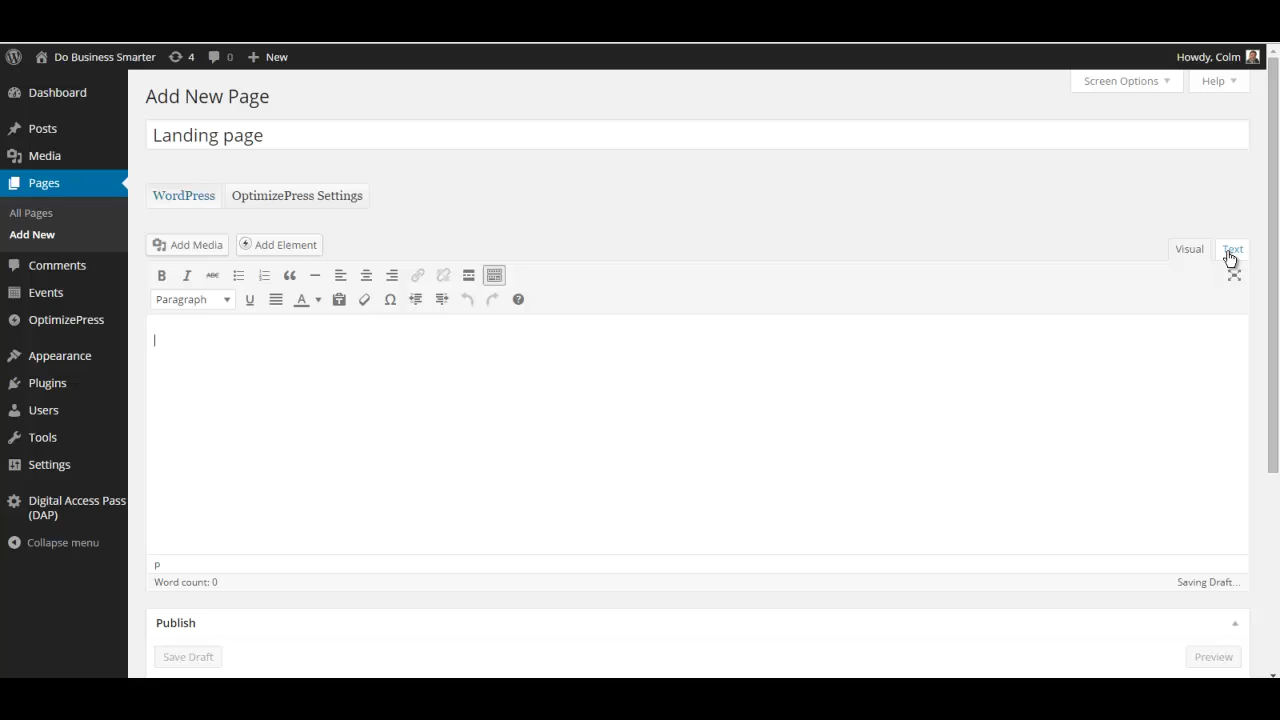 Do Business Smarter 4 0 New Howdy, Colm
Screen Options Help
Dashboard
Posts
Media
Pages
All Pages
Add New
Comments
Events
OptimizePress
Appearance
Plugins
Users
Tools
Settings
Digital Access Pass
(DAP)
Collapse menu
Add New Page
Landing page
WordPress OptimizePress Settings
Add Media Add Element Visual Text
B I ABC
Paragraph U A Ω ?
P
Word count: 0 Saving Draft...
Publish
Save Draft Preview